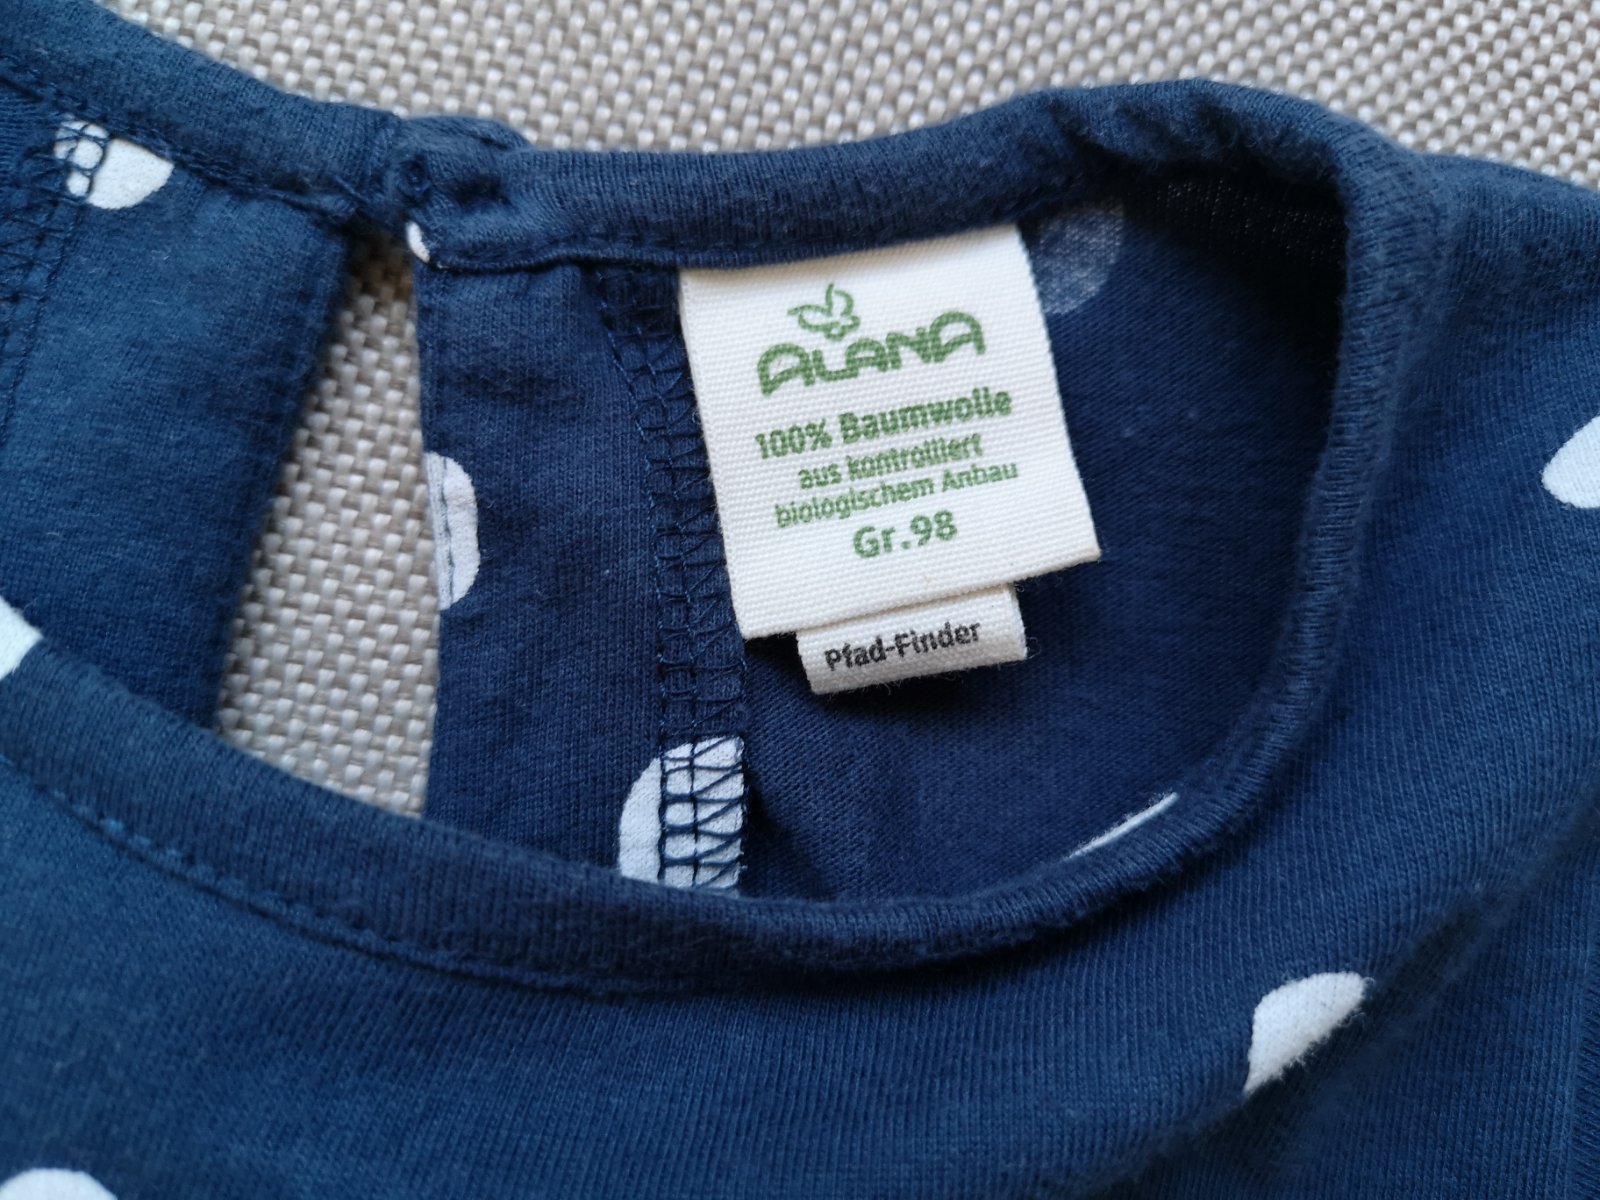 ALANA
100% Baumwolle
aus kontrolliert
biologischem Anbau
Gr.98
Pfad-Finder